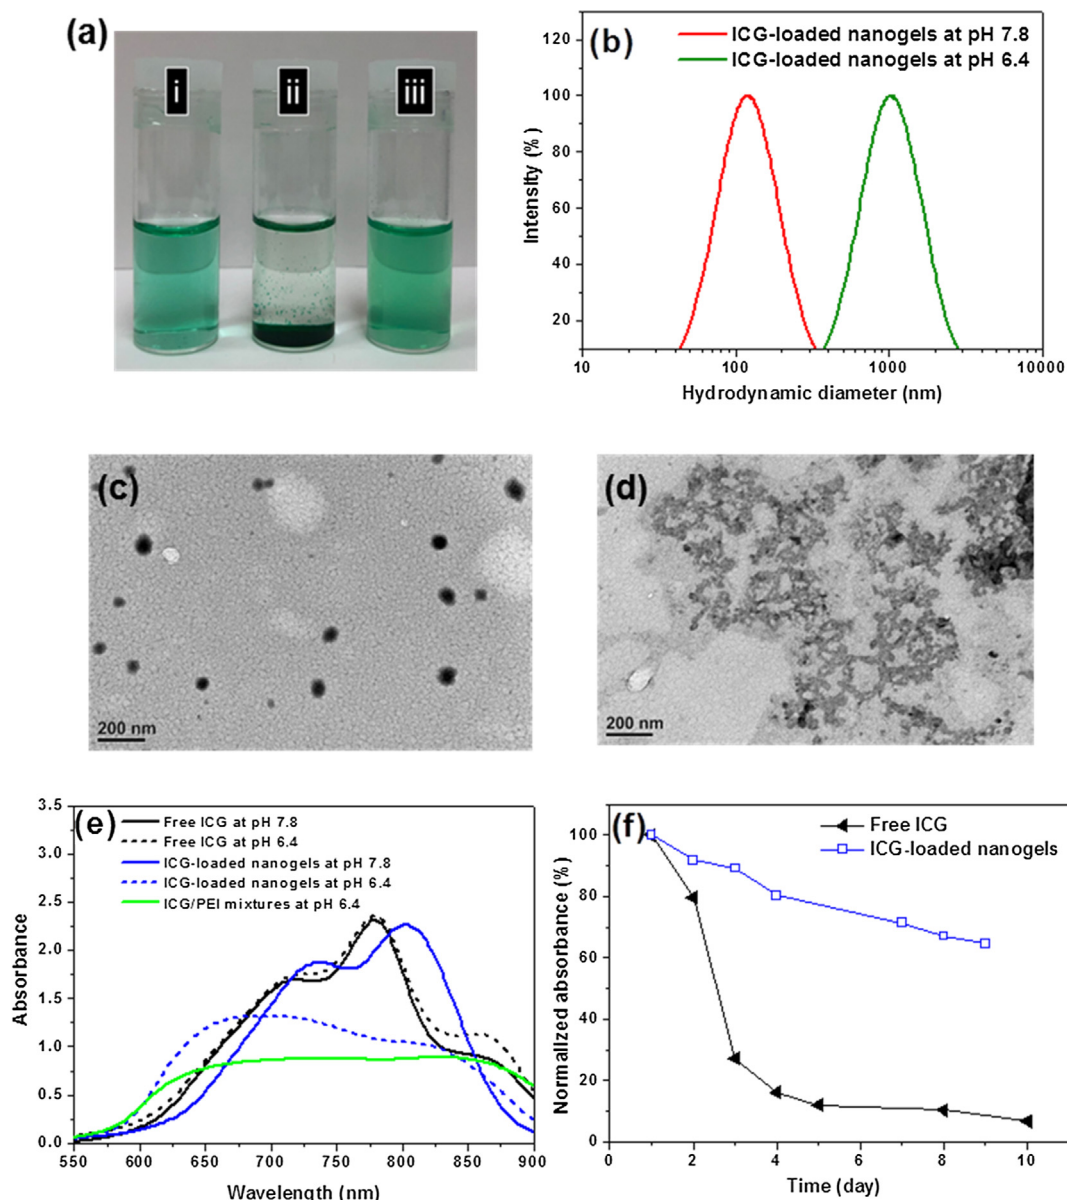 (a)
i
ii
iii
(b)
ICG-loaded nanogels at pH 7.8
ICG-loaded nanogels at pH 6.4
120
100
80
60
40
20
Intensity (%)
10
100
1000
10000
Hydrodynamic diameter (nm)
(c)
200 nm
(d)
200 nm
(e)
Free ICG at pH 7.8
Free ICG at pH 6.4
ICG-loaded nanogels at pH 7.8
ICG-loaded nanogels at pH 6.4
ICG/PEI mixtures at pH 6.4
3.5
3.0
2.5
2.0
1.5
1.0
0.5
0.0
Absorbance
550
600
650
700
750
800
850
900
Wavelength (nm)
(f)
Free ICG
ICG-loaded nanogels
100
80
60
40
20
0
Normalized absorbance (%)
0
2
4
6
8
10
Time (day)